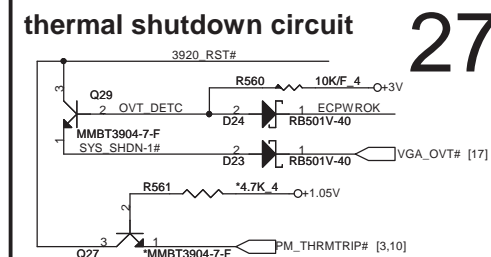 thermal shutdown circuit
27
3920_RST#
R560 10K/F_4
+3V
3
Q29
2 OVT_DETC 2 1 ECPWROK
D24 RB501V-40
MMBT3904-7-F
1 SYS_SHDN-1# 2 1
VGA_OVT# [17]
D23 RB501V-40
R561 *4.7K_4
+1.05V
2
3 1
PM_THRMTRIP# [3,10]
Q27 *MMBT3904-7-F